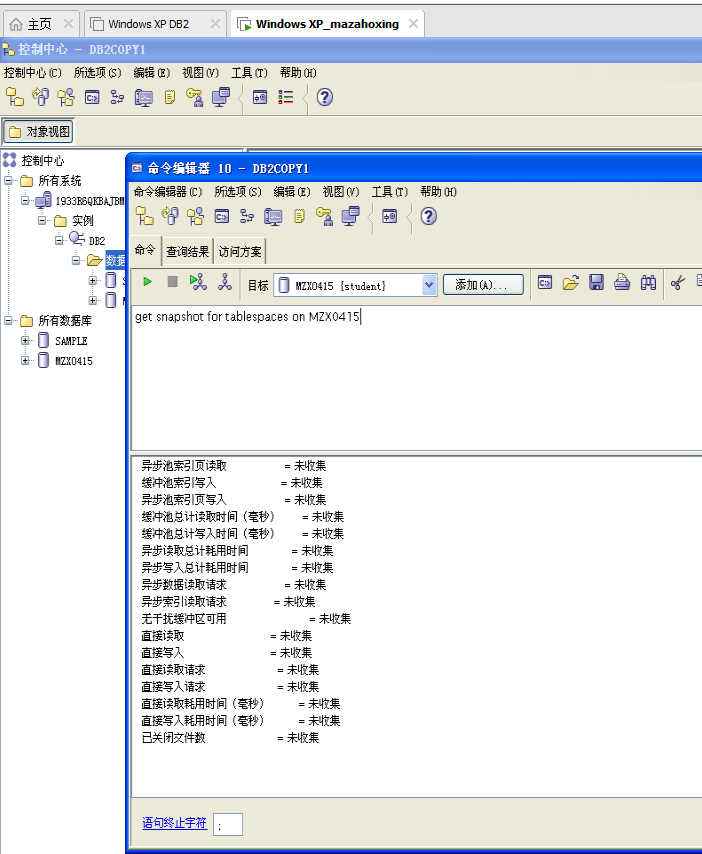 主页
Windows XP DB2
Windows XP_mazahoxing
控制中心 - DB2COPY1
控制中心(C) 所选项(S) 编辑(E) 视图(V) 工具(T) 帮助(H)
对象视图
控制中心
所有系统
1933B6QKBAJBM
实例
DB2
数据
所有数据库
SAMPLE
MZX0415
命令编辑器 10 - DB2COPY1
命令编辑器(C) 所选项(S) 编辑(E) 视图(V) 工具(T) 帮助(H)
命令 查询结果 访问方案
目标 MZX0415 {student} 添加(A)...
get snapshot for tablespaces on MZX0415
异步池索引页读取 = 未收集
缓冲池索引写入 = 未收集
异步池索引页写入 = 未收集
缓冲池总计读取时间（毫秒） = 未收集
缓冲池总计写入时间（毫秒） = 未收集
异步读取总计耗用时间 = 未收集
异步写入总计耗用时间 = 未收集
异步数据读取请求 = 未收集
异步索引读取请求 = 未收集
无干扰缓冲区可用 = 未收集
直接读取 = 未收集
直接写入 = 未收集
直接读取请求 = 未收集
直接写入请求 = 未收集
直接读取耗用时间（毫秒） = 未收集
直接写入耗用时间（毫秒） = 未收集
已关闭文件数 = 未收集
语句终止字符 ;